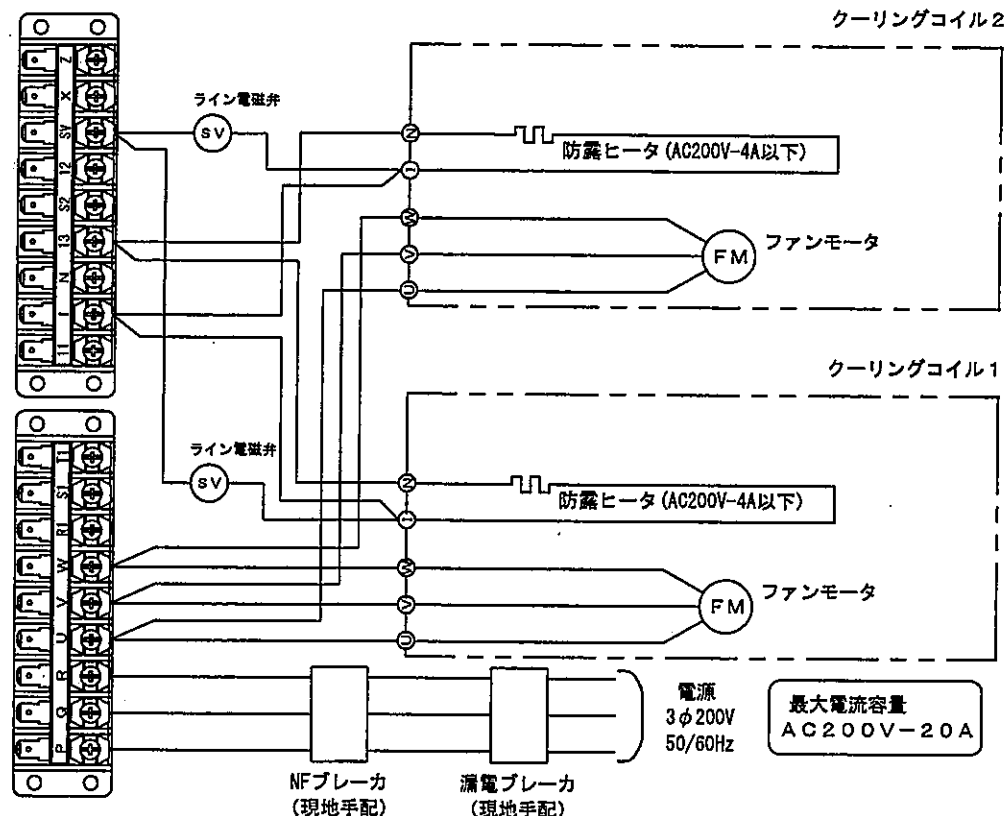 クーリングコイル2
Z
X
SV
12
S2
13
N
I
11
ライン電磁弁
SV
N
I
W
V
U
防露ヒータ(AC200V-4A以下)
FM
ファンモータ
クーリングコイル1
T1
S1
R1
W
V
U
R
Q
P
ライン電磁弁
SV
N
I
W
V
U
防露ヒータ(AC200V-4A以下)
FM
ファンモータ
NFブレーカ
(現地手配)
漏電ブレーカ
(現地手配)
電源
3φ200V
50/60Hz
最大電流容量
AC200V-20A